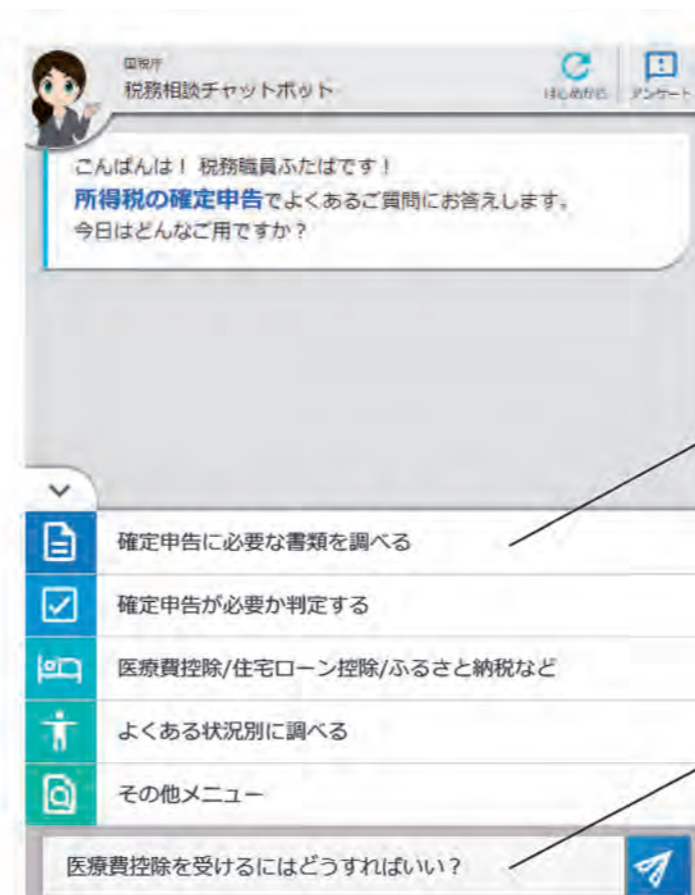 国税庁
税務相談チャットボット
はじめから
アンケート
こんばんは！ 税務職員ふたばです！
所得税の確定申告でよくあるご質問にお答えします。
今日はどんなご用ですか？
確定申告に必要な書類を調べる
確定申告が必要か判定する
医療費控除/住宅ローン控除/ふるさと納税など
よくある状況別に調べる
その他メニュー
医療費控除を受けるにはどうすればいい？